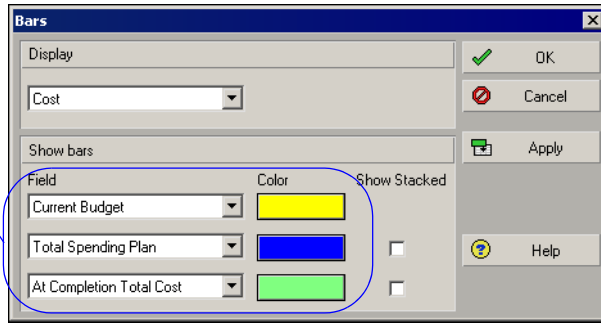 Bars
Display
OK
Cost
Cancel
Show bars
Apply
Field Color Show Stacked
Current Budget
Total Spending Plan
Help
At Completion Total Cost